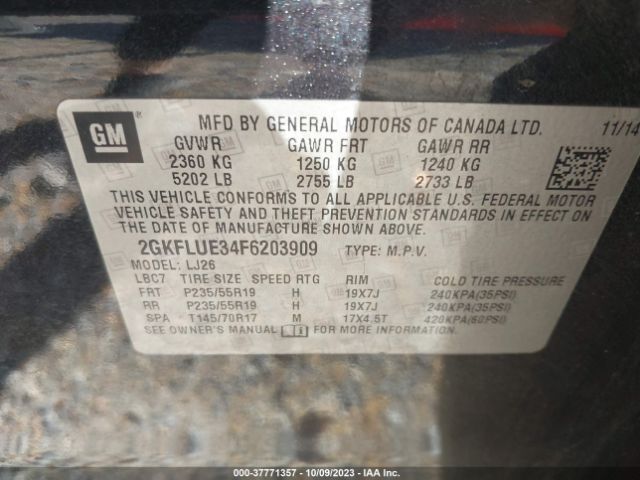 GM ®
MFD BY GENERAL MOTORS OF CANADA LTD. 11/14
GVWR GAWR FRT GAWR RR
2360 KG 1250 KG 1240 KG
5202 LB 2755 LB 2733 LB
THIS VEHICLE CONFORMS TO ALL APPLICABLE U.S. FEDERAL MOTOR
VEHICLE SAFETY AND THEFT PREVENTION STANDARDS IN EFFECT ON
THE DATE OF MANUFACTURE SHOWN ABOVE.
2GKFLUE34F6203909 TYPE: M.P.V.
MODEL: LJ26
LBC7 TIRE SIZE SPEED RTG RIM COLD TIRE PRESSURE
FRT P235/55R19 H 19X7J 240KPA(35PSI)
RR P235/55R19 H 19X7J 240KPA(35PSI)
SPA T145/70R17 M 17X4.5T 420KPA(60PSI)
SEE OWNER'S MANUAL FOR MORE INFORMATION.
000-37771357 - 10/09/2023 - IAA Inc.